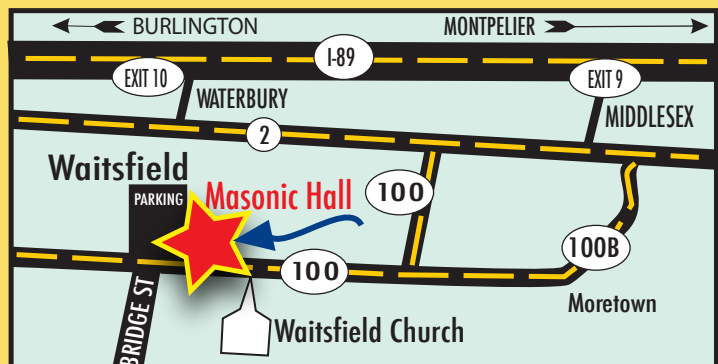 BURLINGTON
MONTPELIER
I-89
EXIT 10
EXIT 9
WATERBURY
MIDDLESEX
2
Waitsfield
PARKING
Masonic Hall
100
100B
100
Moretown
BRIDGE ST
Waitsfield Church